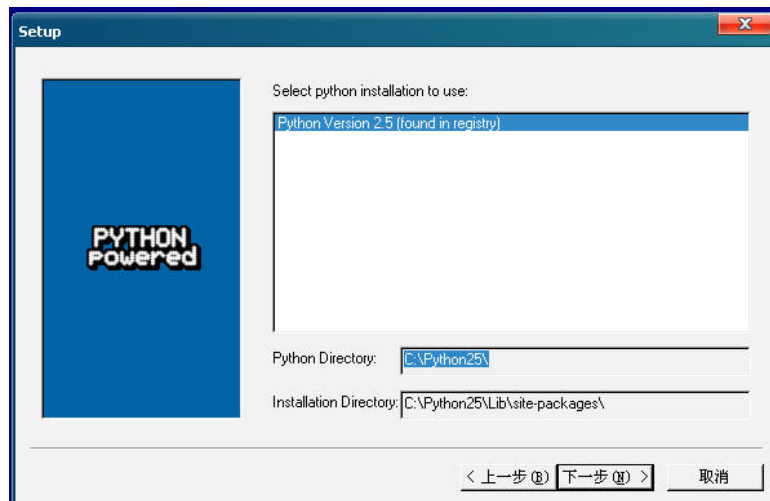 Setup
Select python installation to use:
Python Version 2.5 (found in registry)
PYTHON
powered
Python Directory: C:\Python25\
Installation Directory: C:\Python25\Lib\site-packages\
< 上一步(B) 下一步(N) > 取消